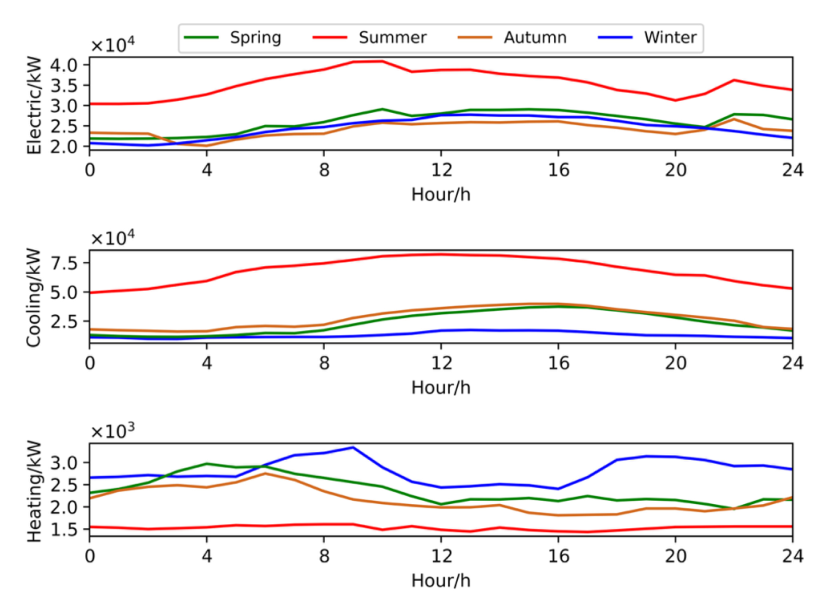 Spring Summer Autumn Winter
×10⁴
Electric/kW
4.0
3.5
3.0
2.5
2.0
0 4 8 12 16 20 24
Hour/h
×10⁴
Cooling/kW
7.5
5.0
2.5
0 4 8 12 16 20 24
Hour/h
×10³
Heating/kW
3.0
2.5
2.0
1.5
0 4 8 12 16 20 24
Hour/h